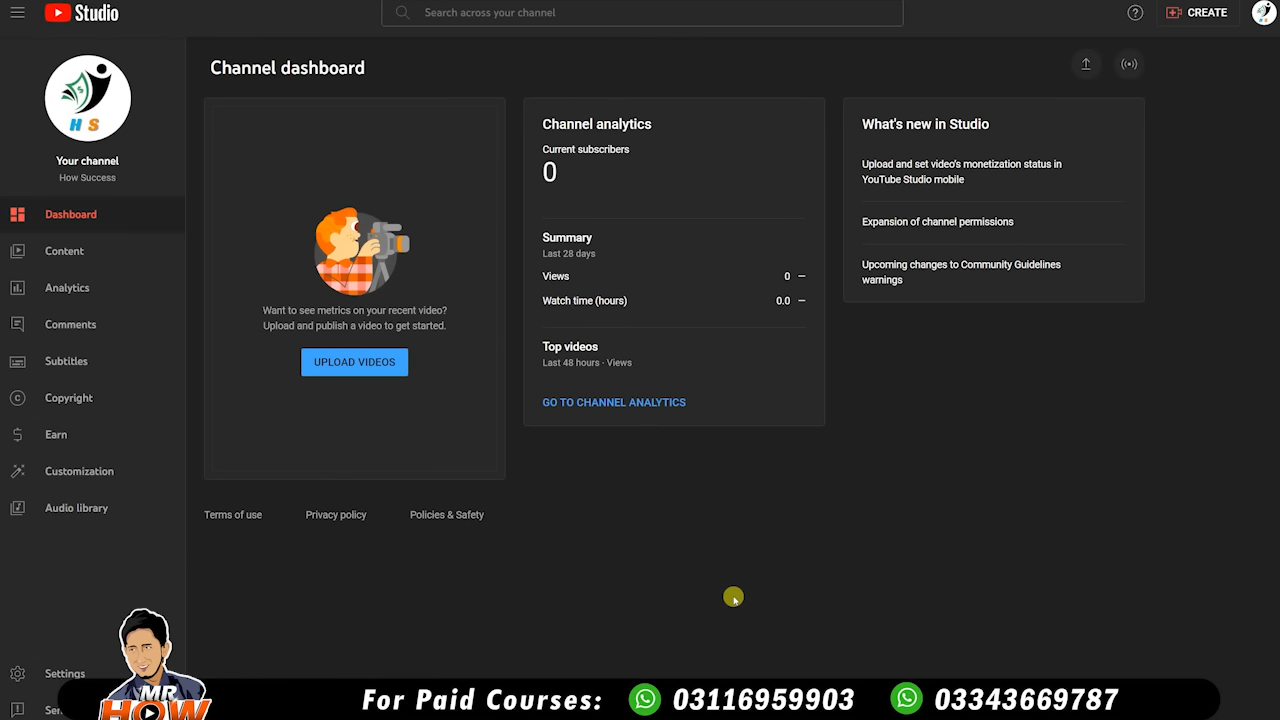 Studio
Search across your channel
CREATE
H S
Your channel
How Success
Dashboard
Content
Analytics
Comments
Subtitles
Copyright
Earn
Customization
Audio library
Settings
Channel dashboard
Want to see metrics on your recent video?
Upload and publish a video to get started.
UPLOAD VIDEOS
Channel analytics
Current subscribers
0
Summary
Last 28 days
Views 0 —
Watch time (hours) 0.0 —
Top videos
Last 48 hours · Views
GO TO CHANNEL ANALYTICS
What's new in Studio
Upload and set video's monetization status in
YouTube Studio mobile
Expansion of channel permissions
Upcoming changes to Community Guidelines
warnings
Terms of use Privacy policy Policies & Safety
MR
HOW
For Paid Courses: 03116959903 03343669787